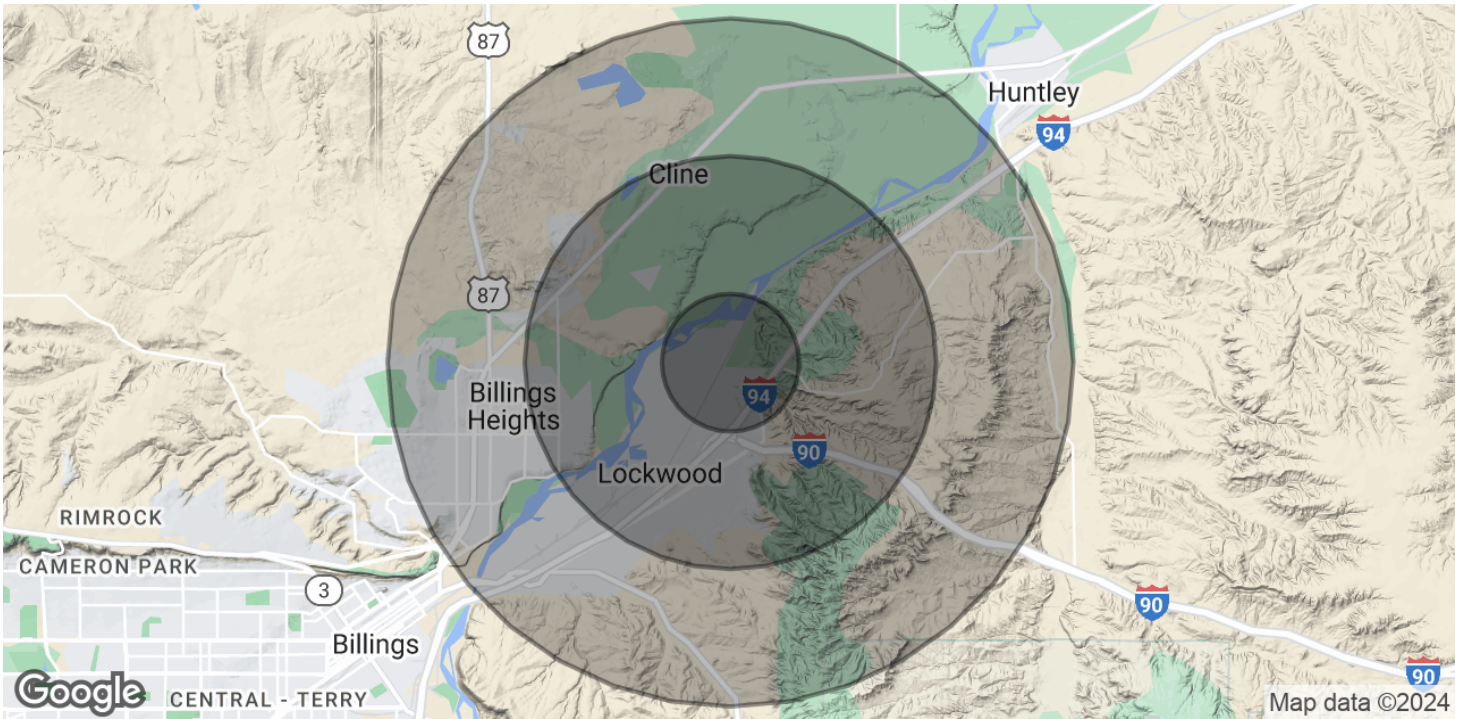 87
Huntley
94
Cline
87
94
Billings
Heights
90
Lockwood
RIMROCK
CAMERON PARK
3
90
Billings
90
Google
CENTRAL - TERRY
Map data ©2024